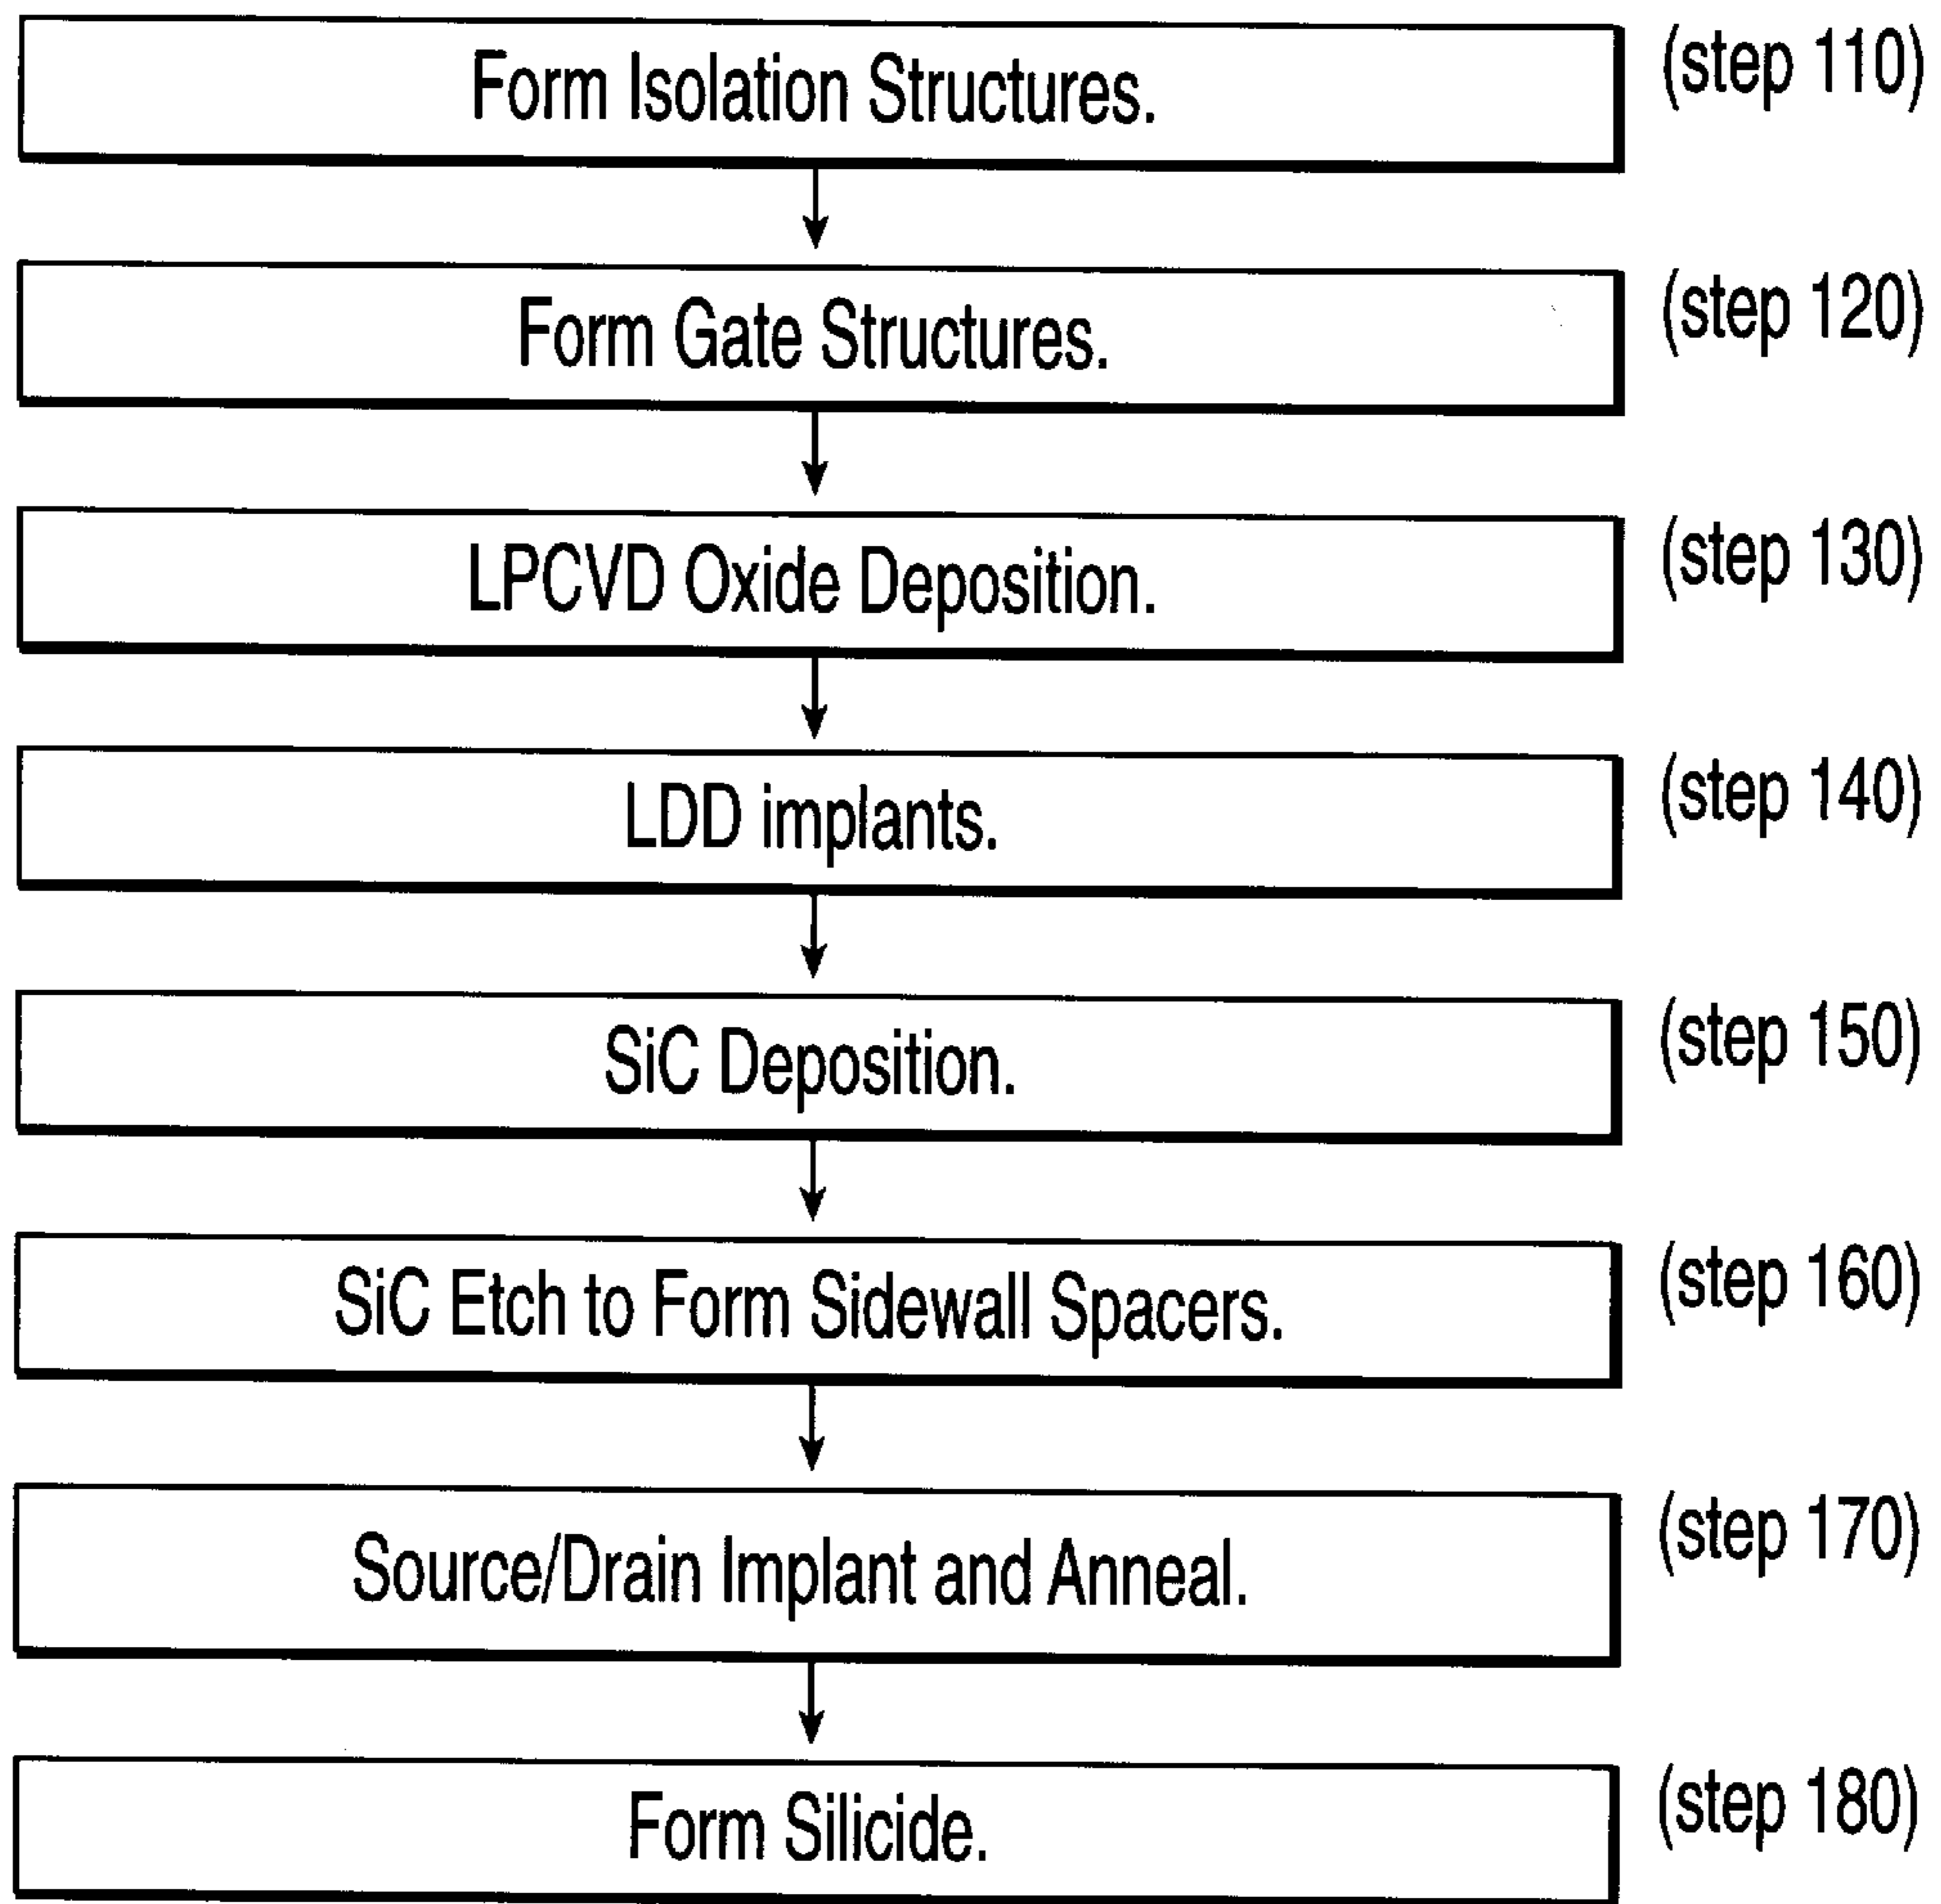 Form Isolation Structures. (step 110)
Form Gate Structures. (step 120)
LPCVD Oxide Deposition. (step 130)
LDD implants. (step 140)
SiC Deposition. (step 150)
SiC Etch to Form Sidewall Spacers. (step 160)
Source/Drain Implant and Anneal. (step 170)
Form Silicide. (step 180)